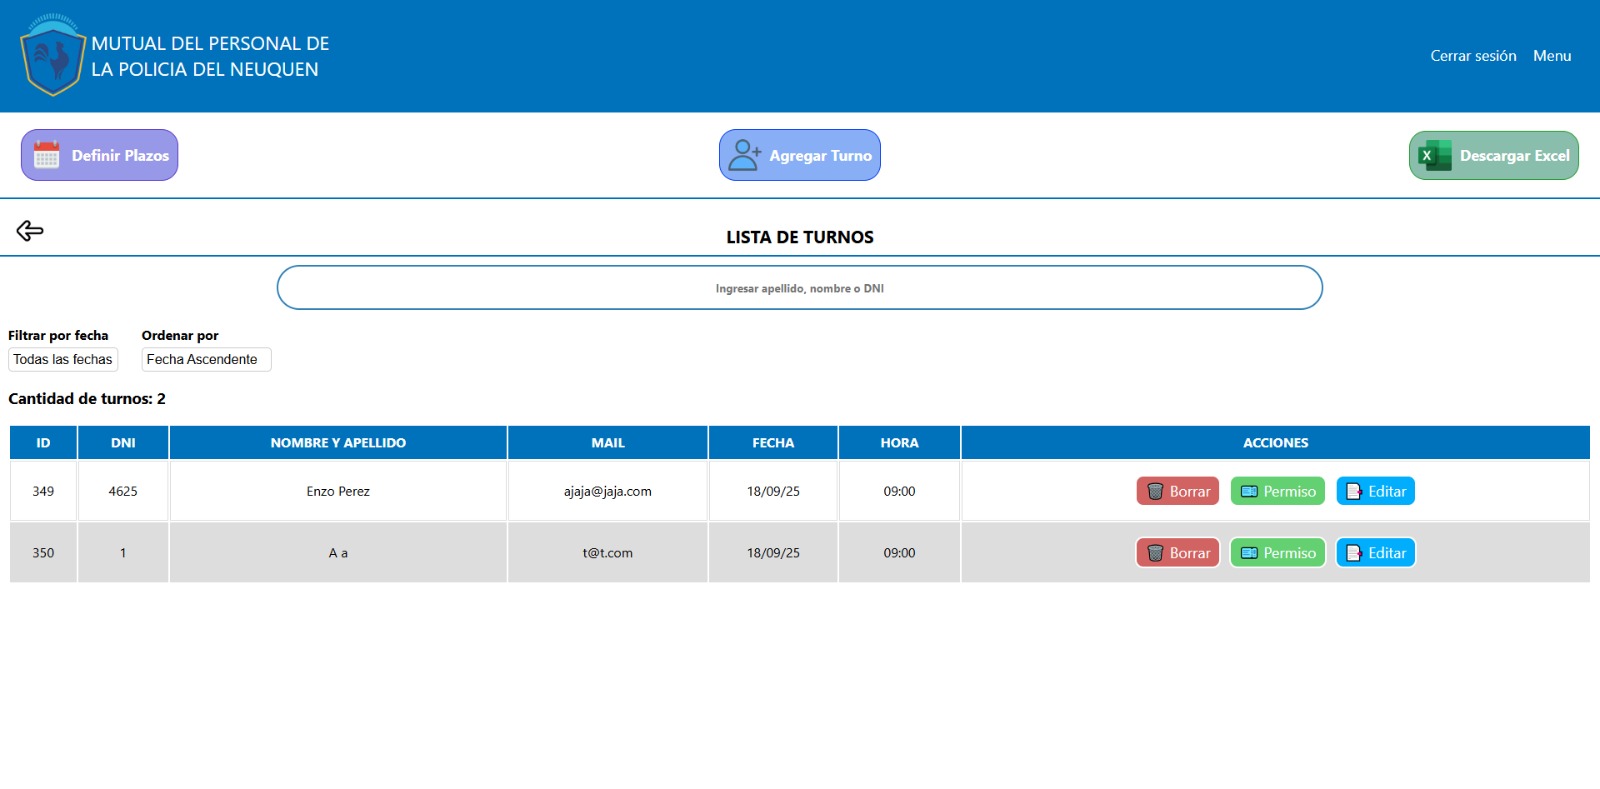 MUTUAL DEL PERSONAL DE
LA POLICIA DEL NEUQUEN
Cerrar sesión Menu
Definir Plazos Agregar Turno Descargar Excel
LISTA DE TURNOS
Ingresar apellido, nombre o DNI
Filtrar por fecha Ordenar por
Todas las fechas Fecha Ascendente
Cantidad de turnos: 2
ID DNI NOMBRE Y APELLIDO MAIL FECHA HORA ACCIONES
349 4625 Enzo Perez ajaja@jaja.com 18/09/25 09:00 Borrar Permiso Editar
350 1 A a t@t.com 18/09/25 09:00 Borrar Permiso Editar